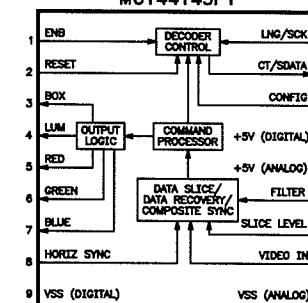 1 ENB
DECODER CONTROL
LNG/SCK
2 RESET
CT/SDATA
3 BOX
CONFIG
4 LUM
OUTPUT LOGIC
COMMAND PROCESSOR
+5V (DIGITAL)
5 RED
+5V (ANALOG)
6 GREEN
DATA SLICE/
DATA RECOVERY/
COMPOSITE SYNC
FILTER
7 BLUE
SLICE LEVEL
8 HORIZ SYNC
VIDEO IN
9 VSS (DIGITAL)
VSS (ANALOG)